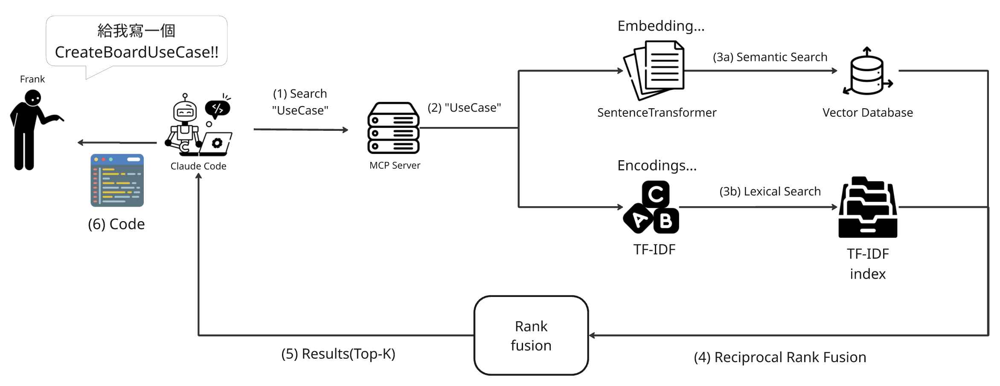 給我寫一個
CreateBoardUseCase!!
Frank
Claude Code
(6) Code
(1) Search
"UseCase"
MCP Server
(2) "UseCase"
Embedding...
SentenceTransformer
(3a) Semantic Search
Vector Database
Encodings...
C
A
B
TF-IDF
(3b) Lexical Search
TF-IDF
index
(4) Reciprocal Rank Fusion
Rank
fusion
(5) Results(Top-K)